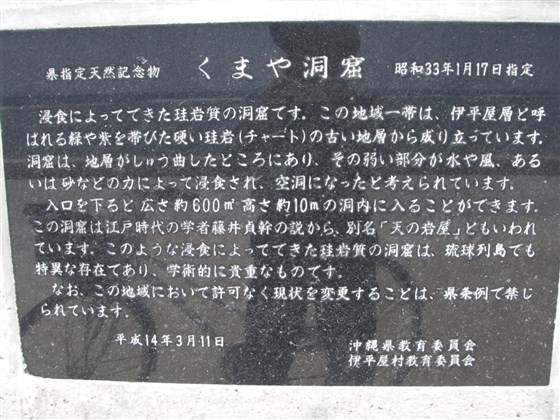 県指定天然記念物 くまや洞窟 昭和33年1月17日指定
浸食によってできた珪岩質の洞窟です。この地域一帯は、伊平屋層と呼
ばれる緑や紫を帯びた硬い珪岩(チャート)の古い地層から成り立っています。
洞窟は、地層がしゅう曲したところにあり、その弱い部分が水や風、ある
いは砂などの力によって浸食され、空洞になったと考えられています。
入口を下ると広さ約600㎡高さ約10mの洞内に入ることができます。
この洞窟は江戸時代の学者藤井貞幹の説から、別名「天の岩屋」ともいわれ
ています。このような浸食によってできた珪岩質の洞窟は、琉球列島でも
特異な存在であり、学術的に貴重なものです。
なお、この地域において許可なく現状を変更することは、県条例で禁じ
られています。
平成14年3月11日 沖縄県教育委員会
伊平屋村教育委員会